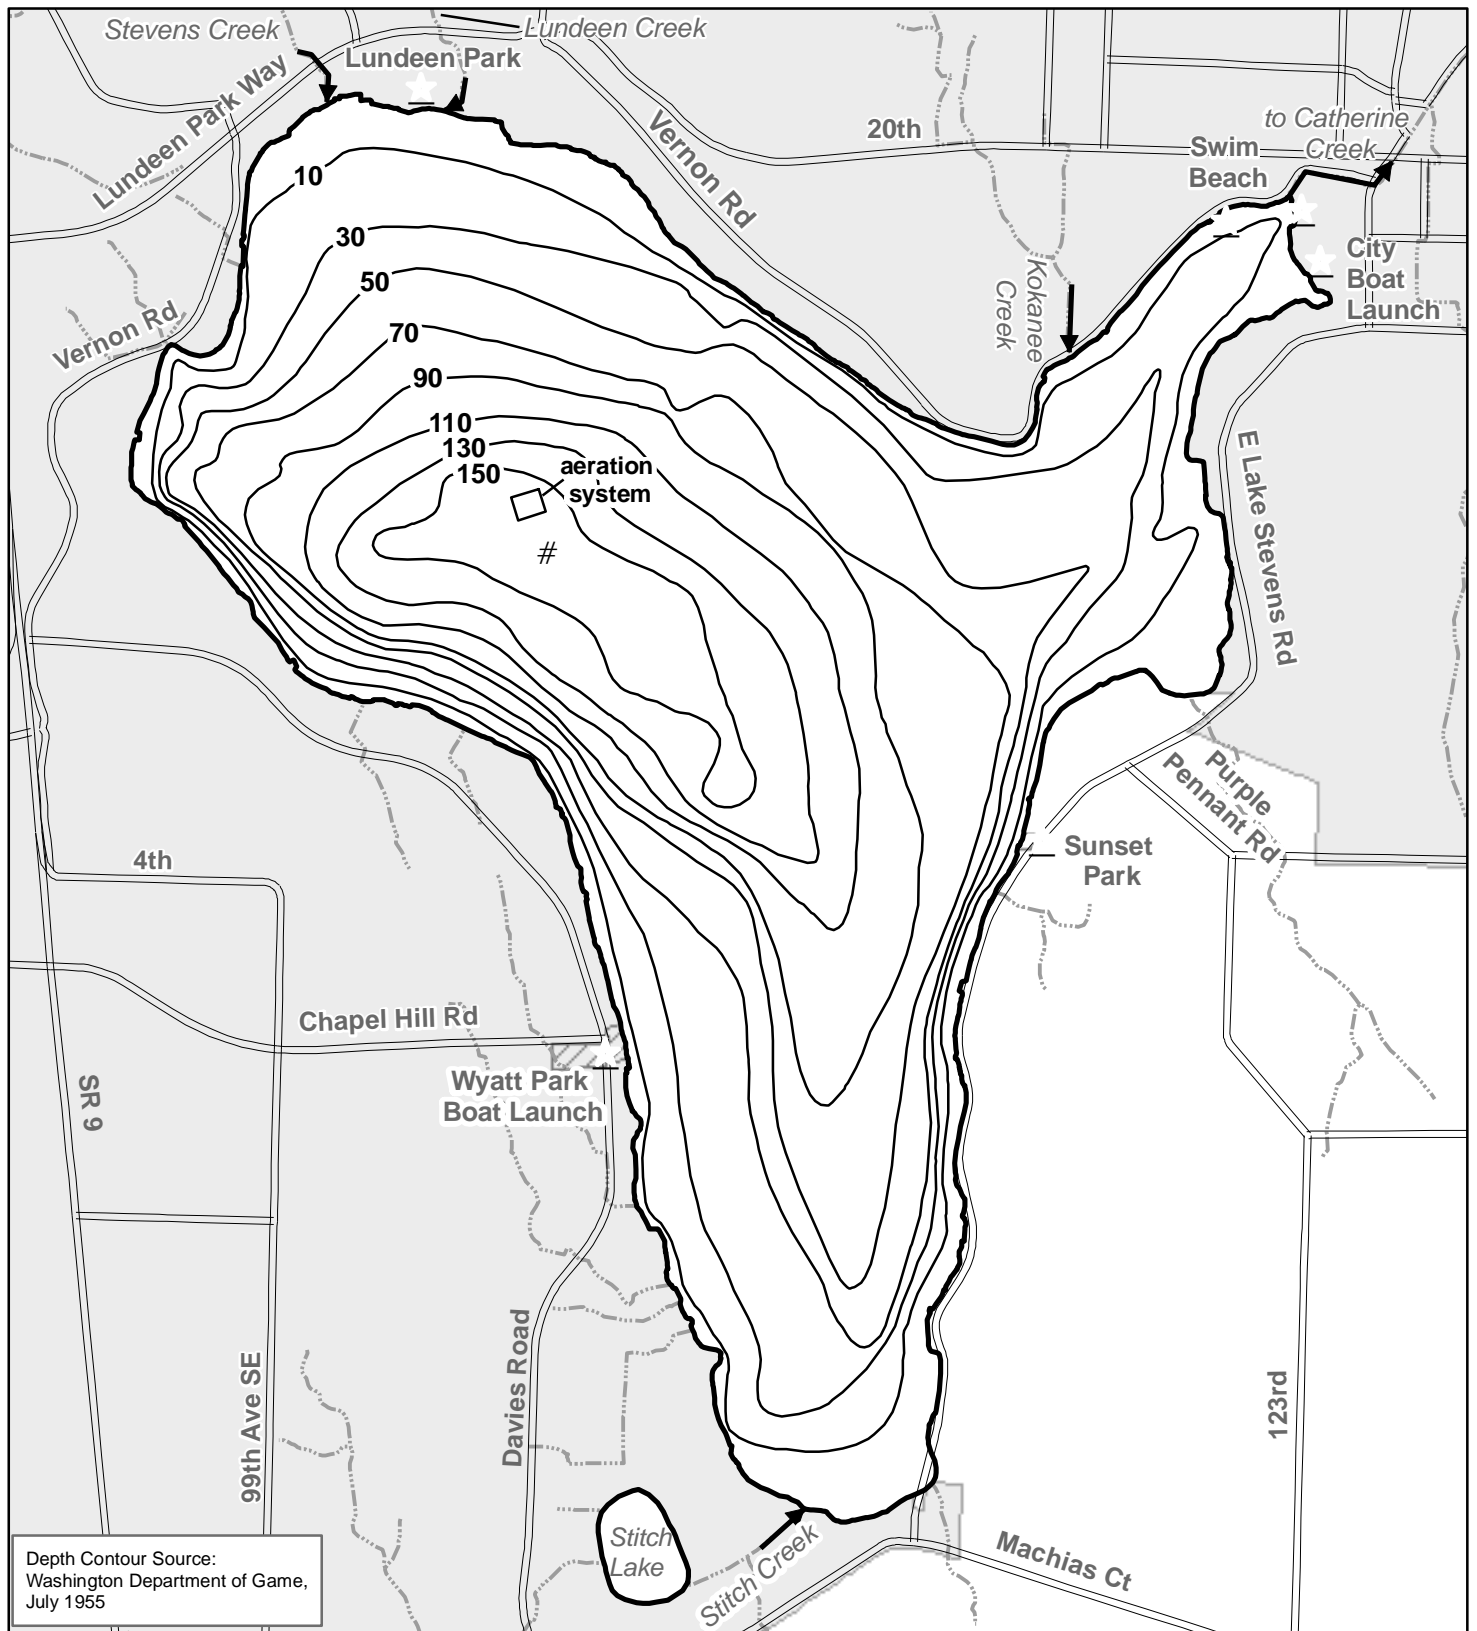 Stevens Creek
Lundeen Creek
Lundeen Park
Lundeen Park Way
Vernon Rd
20th
to Catherine
Creek
Swim
Beach
City
Boat
Launch
Kokanee
Creek
10
30
50
70
90
110
130
150
aeration
system
#
Vernon Rd
E Lake Stevens Rd
Purple
Pennant Rd
Sunset
Park
4th
Chapel Hill Rd
Wyatt Park
Boat Launch
SR 9
99th Ave SE
Davies Road
123rd
Stitch
Lake
Stitch Creek
Machias Ct
Depth Contour Source:
Washington Department of Game,
July 1955